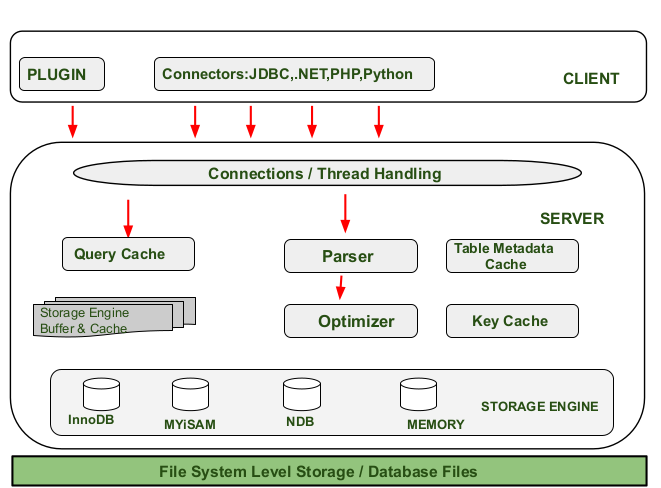 PLUGIN
Connectors:JDBC,.NET,PHP,Python
CLIENT
Connections / Thread Handling
SERVER
Query Cache
Parser
Table Metadata
Cache
Storage Engine
Buffer & Cache
Optimizer
Key Cache
InnoDB
MYiSAM
NDB
MEMORY
STORAGE ENGINE
File System Level Storage / Database Files